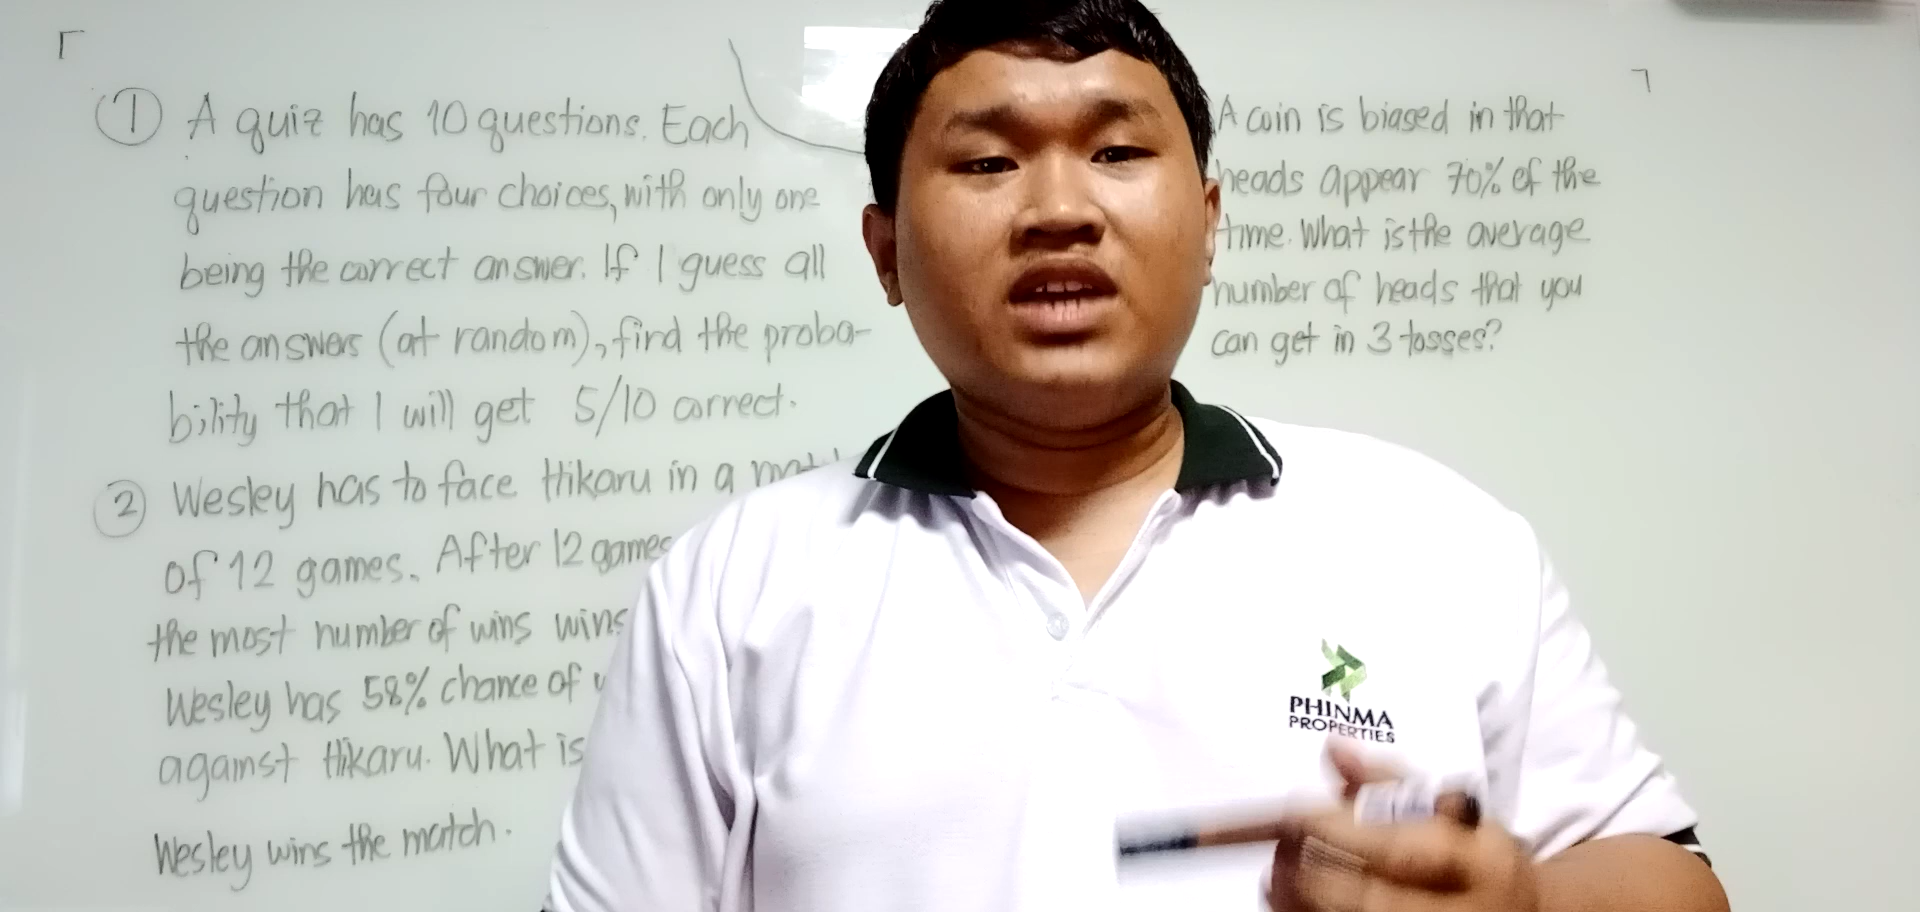 ① A quiz has 10 questions. Each
question has four choices, with only one
being the correct answer. If I guess all
the answers (at random), find the proba-
bility that I will get 5/10 correct.
② Wesley has to face Hikaru in a
of 12 games. After 12 games
the most number of wins wins
Wesley has 58% chance of
against Hikaru. What is
Wesley wins the match.
A coin is biased in that
heads appear 70% of the
time. What is the average
number of heads that you
can get in 3 tosses?
PHINMA
PROPERTIES